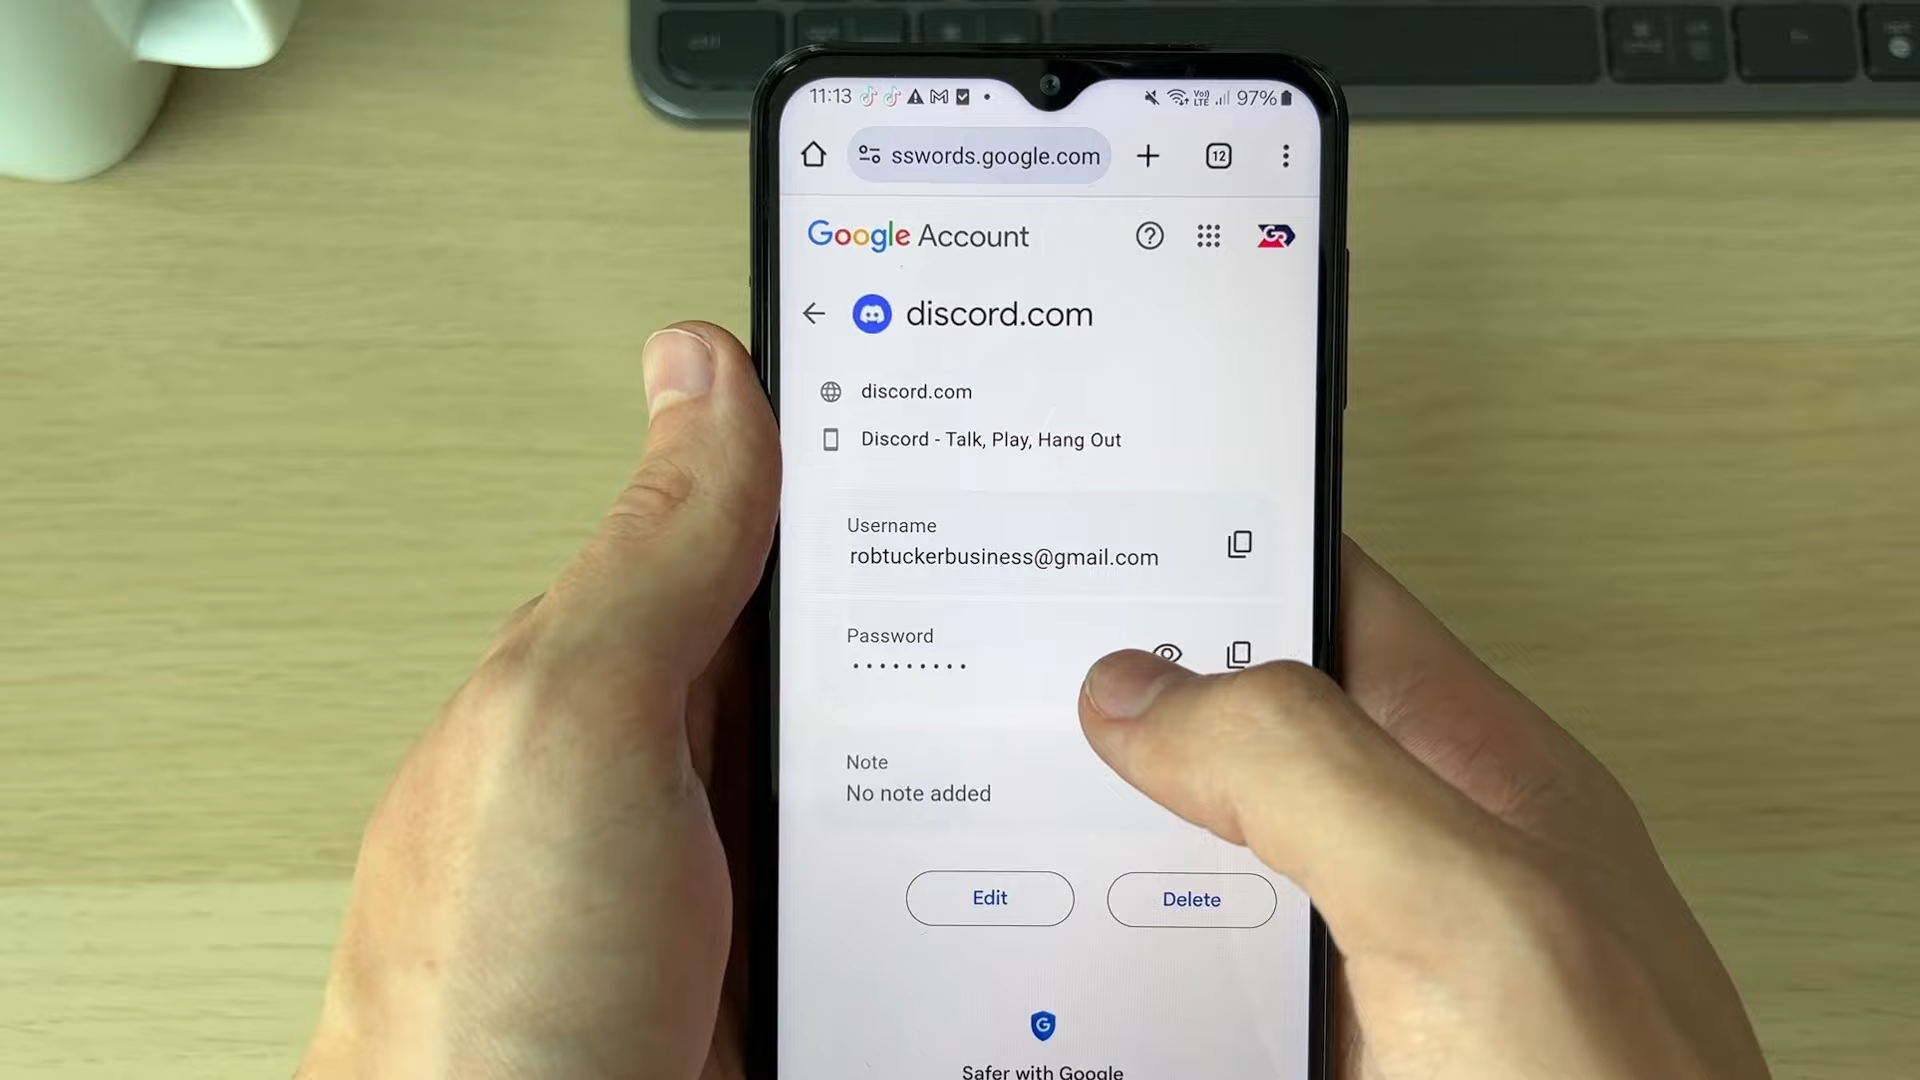 11:13 97%
sswords.google.com 12
Google Account
discord.com
discord.com
Discord - Talk, Play, Hang Out
Username
robtuckerbusiness@gmail.com
Password
•••••••••
Note
No note added
Edit Delete
Safer with Google